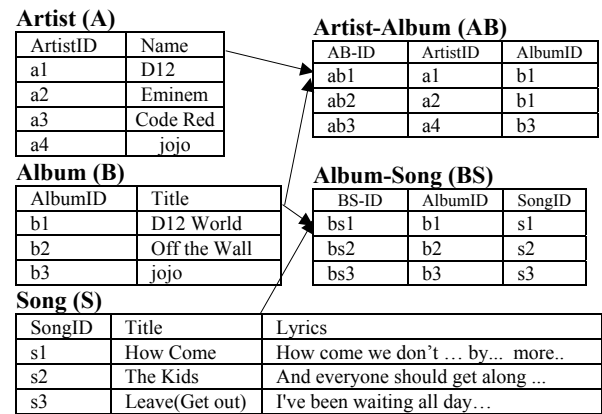 Artist (A)
ArtistID Name
a1 D12
a2 Eminem
a3 Code Red
a4 jojo
Artist-Album (AB)
AB-ID ArtistID AlbumID
ab1 a1 b1
ab2 a2 b1
ab3 a4 b3
Album (B)
AlbumID Title
b1 D12 World
b2 Off the Wall
b3 jojo
Album-Song (BS)
BS-ID AlbumID SongID
bs1 b1 s1
bs2 b2 s2
bs3 b3 s3
Song (S)
SongID Title Lyrics
s1 How Come How come we don't … by... more..
s2 The Kids And everyone should get along ...
s3 Leave(Get out) I've been waiting all day…